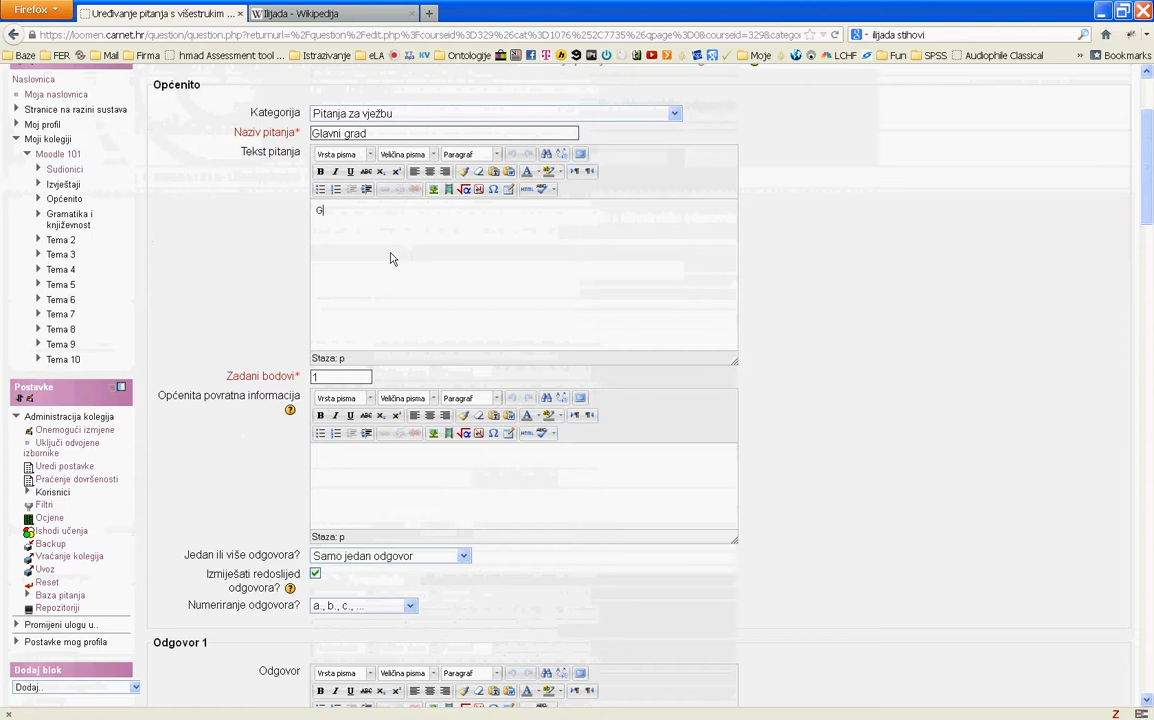 Firefox
Uređivanje pitanja s višestrukim ...
Ilijada - Wikipedija
https://loomen.carnet.hr/question/question.php?returnurl=%2Fquestion%2Fedit.php%3Fcourseid%3D329%26cat%3D1076%252C7735%26qpage%3D0&courseid=329&catego
ilijada stihovi
Baze
FER
Mail
Firma
hmad Assessment tool ...
Istrazivanje
eLA
KV
Ontologije
Moje
LCHF
Fun
SPSS
Audiophile Classical
Bookmarks
Naslovnica
Moja naslovnica
Stranice na razini sustava
Moj profil
Moji kolegiji
Moodle 101
Sudionici
Izvještaji
Općenito
Gramatika i
književnost
Tema 2
Tema 3
Tema 4
Tema 5
Tema 6
Tema 7
Tema 8
Tema 9
Tema 10
Postavke
Administracija kolegija
Onemogući izmjene
Uključi odvojene
izbornike
Uredi postavke
Praćenje dovršenosti
Korisnici
Filtri
Ocjene
Ishodi učenja
Backup
Vraćanje kolegija
Uvoz
Reset
Baza pitanja
Repozitoriji
Promijeni ulogu u..
Postavke mog profila
Dodaj blok
Dodaj..
Općenito
Kategorija
Pitanja za vježbu
Naziv pitanja*
Glavni grad
Tekst pitanja
Vrsta pisma
Veličina pisma
Paragraf
G
Staza: p
Zadani bodovi*
1
Općenita povratna informacija
Vrsta pisma
Veličina pisma
Paragraf
Staza: p
Jedan ili više odgovora?
Samo jedan odgovor
Izmiješati redoslijed
odgovora?
Numeriranje odgovora?
a., b., c., ...
Odgovor 1
Odgovor
Vrsta pisma
Veličina pisma
Paragraf